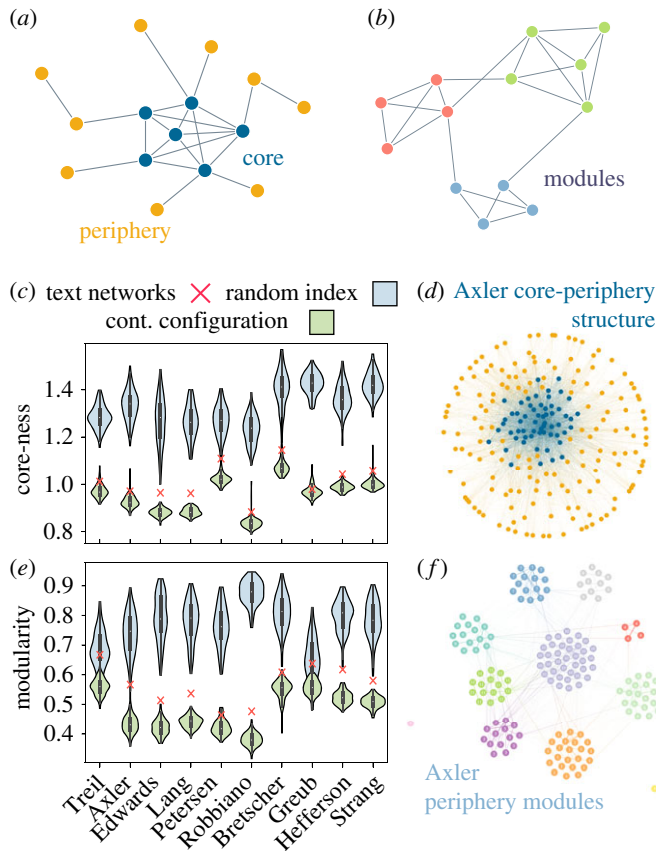 (a)
(b)
core
periphery
modules
(c) text networks × random index
cont. configuration
(d) Axler core-periphery
structure
core-ness
1.4
1.2
1.0
0.8
(e)
modularity
0.9
0.8
0.7
0.6
0.5
0.4
Treil
Axler
Edwards
Lang
Petersen
Robbiano
Bretscher
Greub
Hefferson
Strang
(f)
Axler
periphery modules